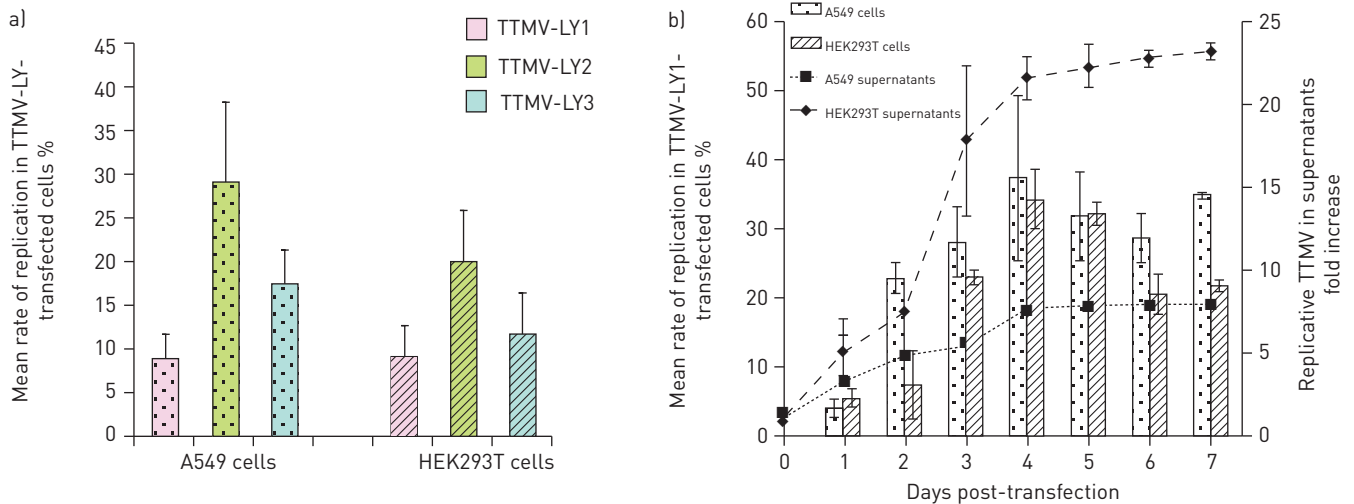 a)
Mean rate of replication in TTMV-LY-
transfected cells %
45
40
35
30
25
20
15
10
5
0
A549 cells
HEK293T cells
TTMV-LY1
TTMV-LY2
TTMV-LY3
b)
Mean rate of replication in TTMV-LY1-
transfected cells %
60
50
40
30
20
10
0
A549 cells
HEK293T cells
A549 supernatants
HEK293T supernatants
25
20
15
10
5
0
Replicative TTMV in supernatants
fold increase
0 1 2 3 4 5 6 7
Days post-transfection